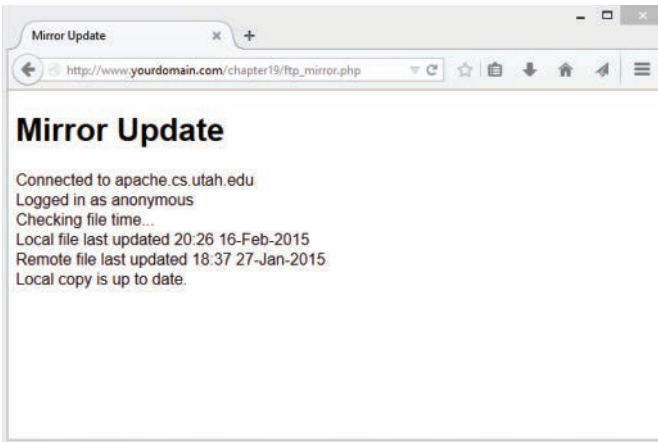 Mirror Update
http://www.yourdomain.com/chapter19/ftp_mirror.php
Mirror Update
Connected to apache.cs.utah.edu
Logged in as anonymous
Checking file time...
Local file last updated 20:26 16-Feb-2015
Remote file last updated 18:37 27-Jan-2015
Local copy is up to date.